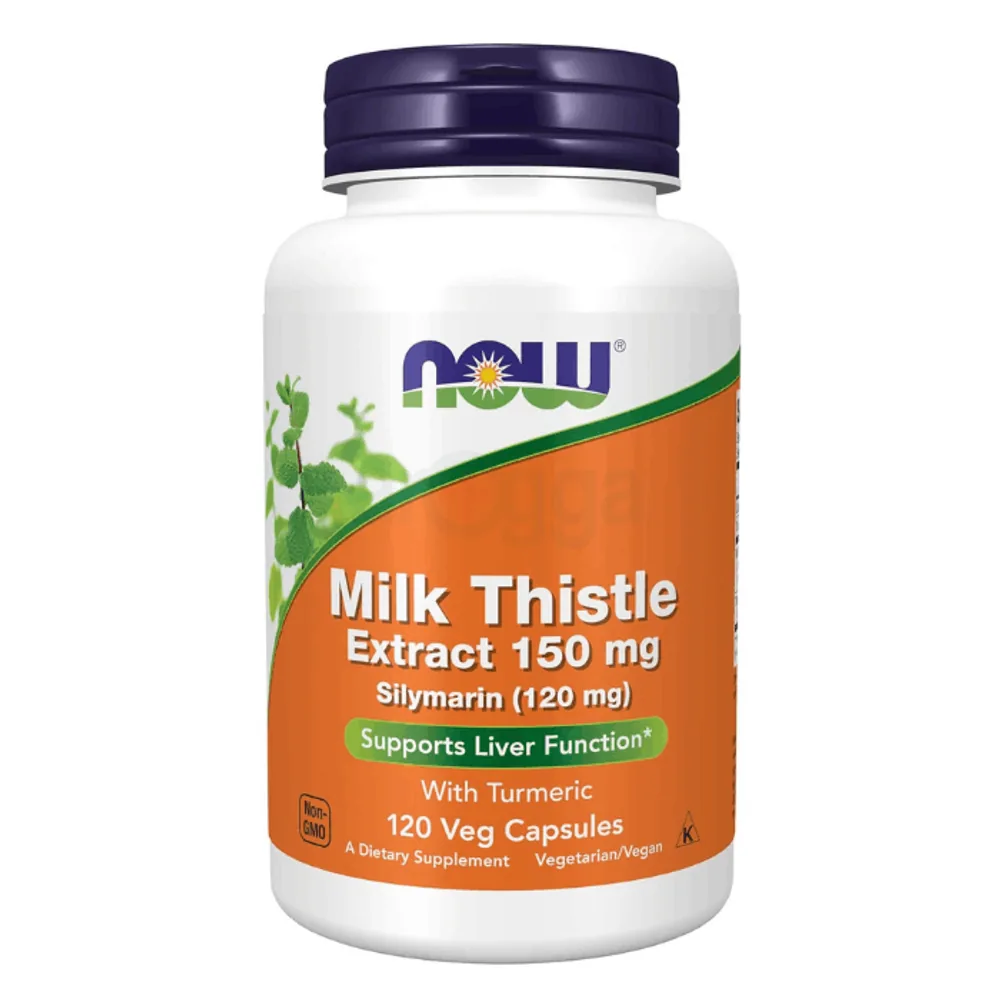 NOW®
Milk Thistle
Extract 150 mg
Silymarin (120 mg)
Supports Liver Function*
With Turmeric
120 Veg Capsules
Non-
GMO
A Dietary Supplement Vegetarian/Vegan
K